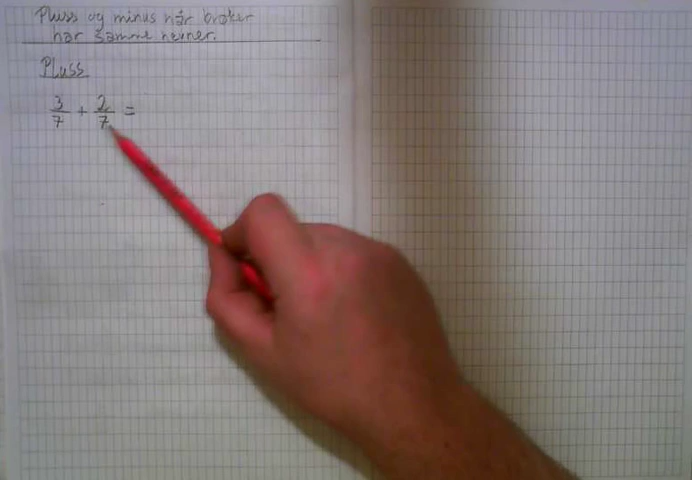 Pluss og minus når brøker
har samme nevner.
Pluss
3/7 + 2/7 =